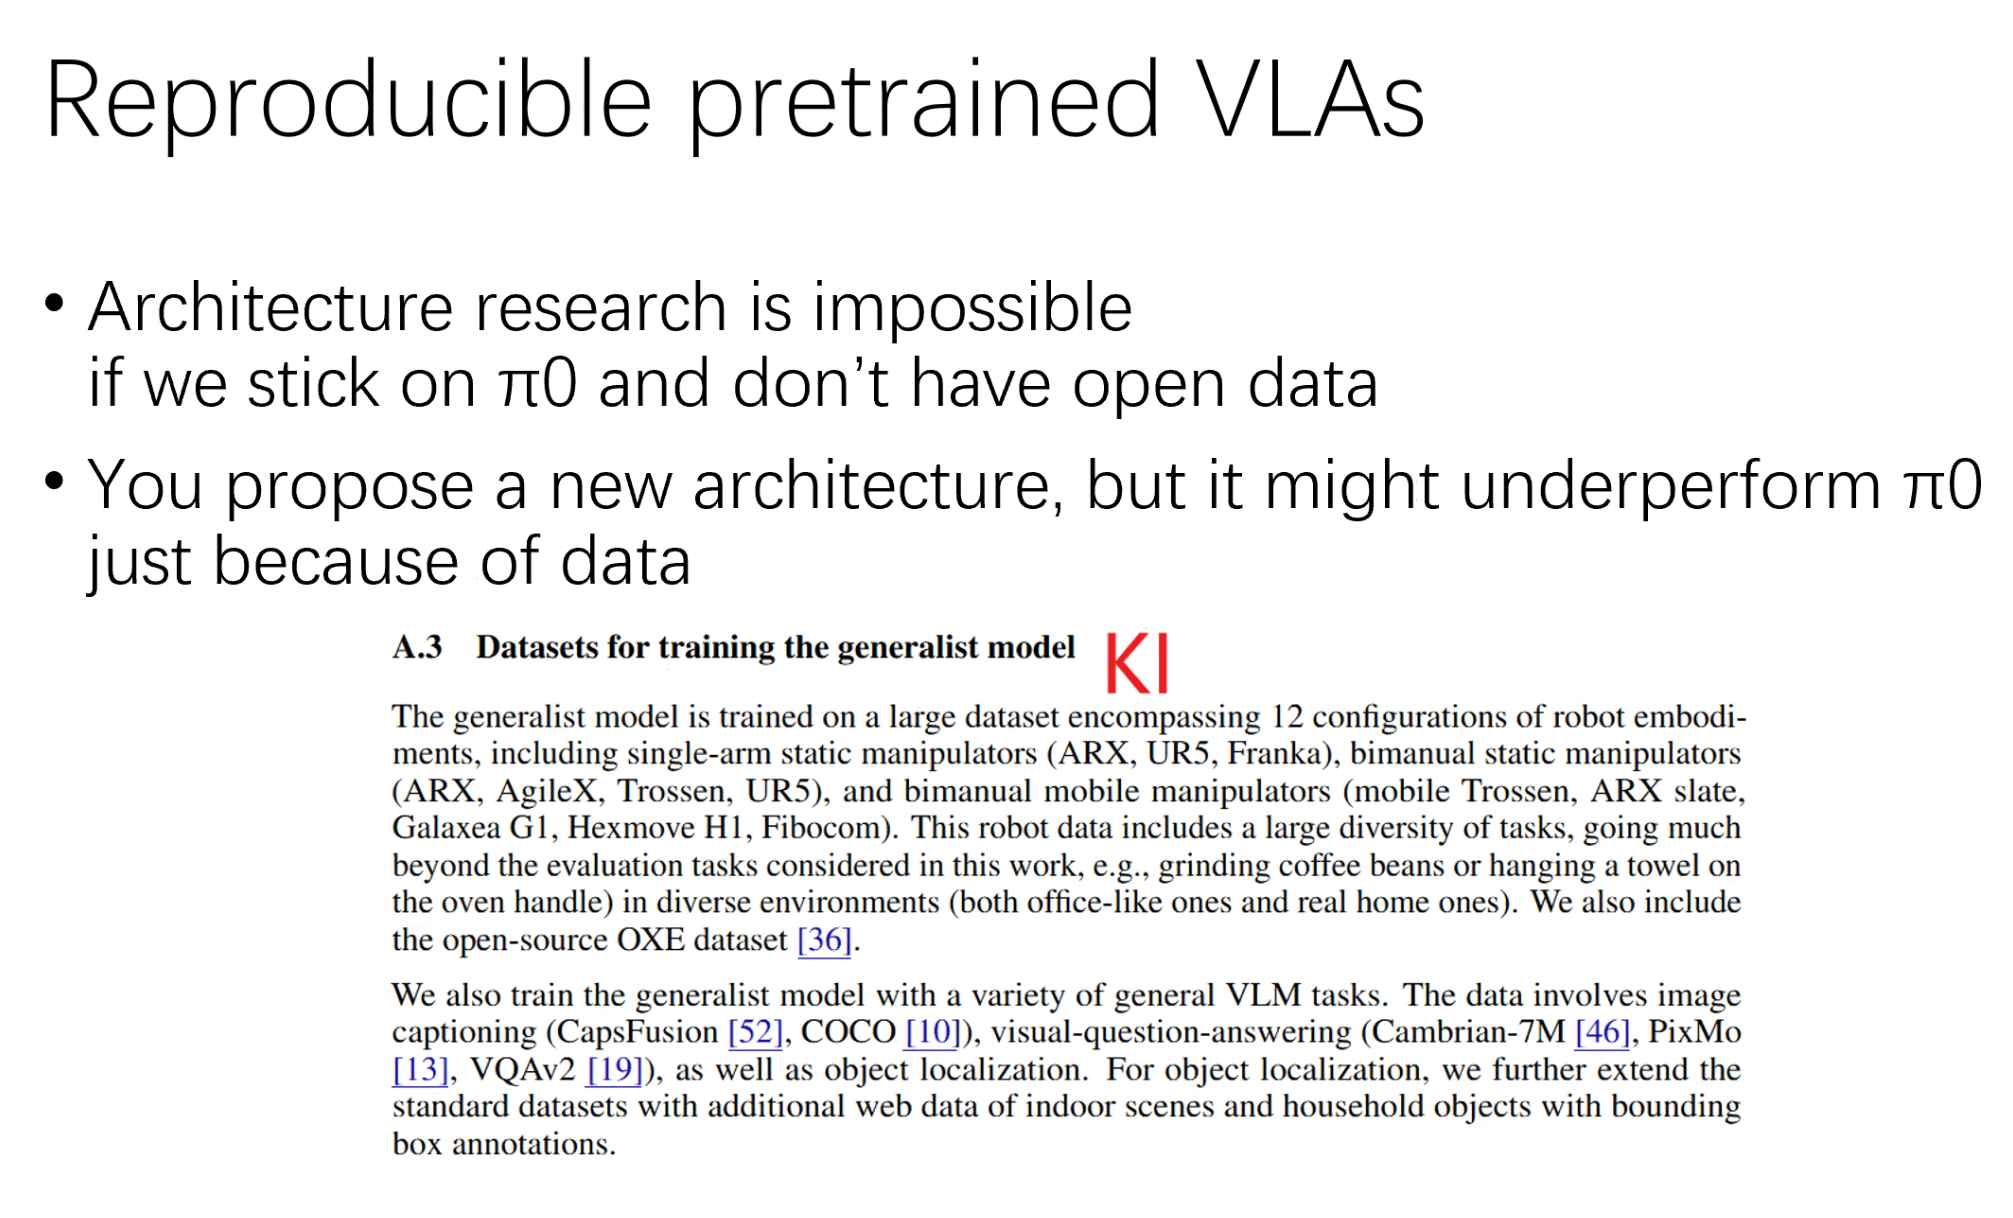 Reproducible pretrained VLAs
• Architecture research is impossible
if we stick on π0 and don’t have open data
• You propose a new architecture, but it might underperform π0
just because of data
A.3 Datasets for training the generalist model KI
The generalist model is trained on a large dataset encompassing 12 configurations of robot embodi-
ments, including single-arm static manipulators (ARX, UR5, Franka), bimanual static manipulators
(ARX, AgileX, Trossen, UR5), and bimanual mobile manipulators (mobile Trossen, ARX slate,
Galaxea G1, Hexmove H1, Fibocom). This robot data includes a large diversity of tasks, going much
beyond the evaluation tasks considered in this work, e.g., grinding coffee beans or hanging a towel on
the oven handle) in diverse environments (both office-like ones and real home ones). We also include
the open-source OXE dataset [36].
We also train the generalist model with a variety of general VLM tasks. The data involves image
captioning (CapsFusion [52], COCO [10]), visual-question-answering (Cambrian-7M [46], PixMo
[13], VQAv2 [19]), as well as object localization. For object localization, we further extend the
standard datasets with additional web data of indoor scenes and household objects with bounding
box annotations.